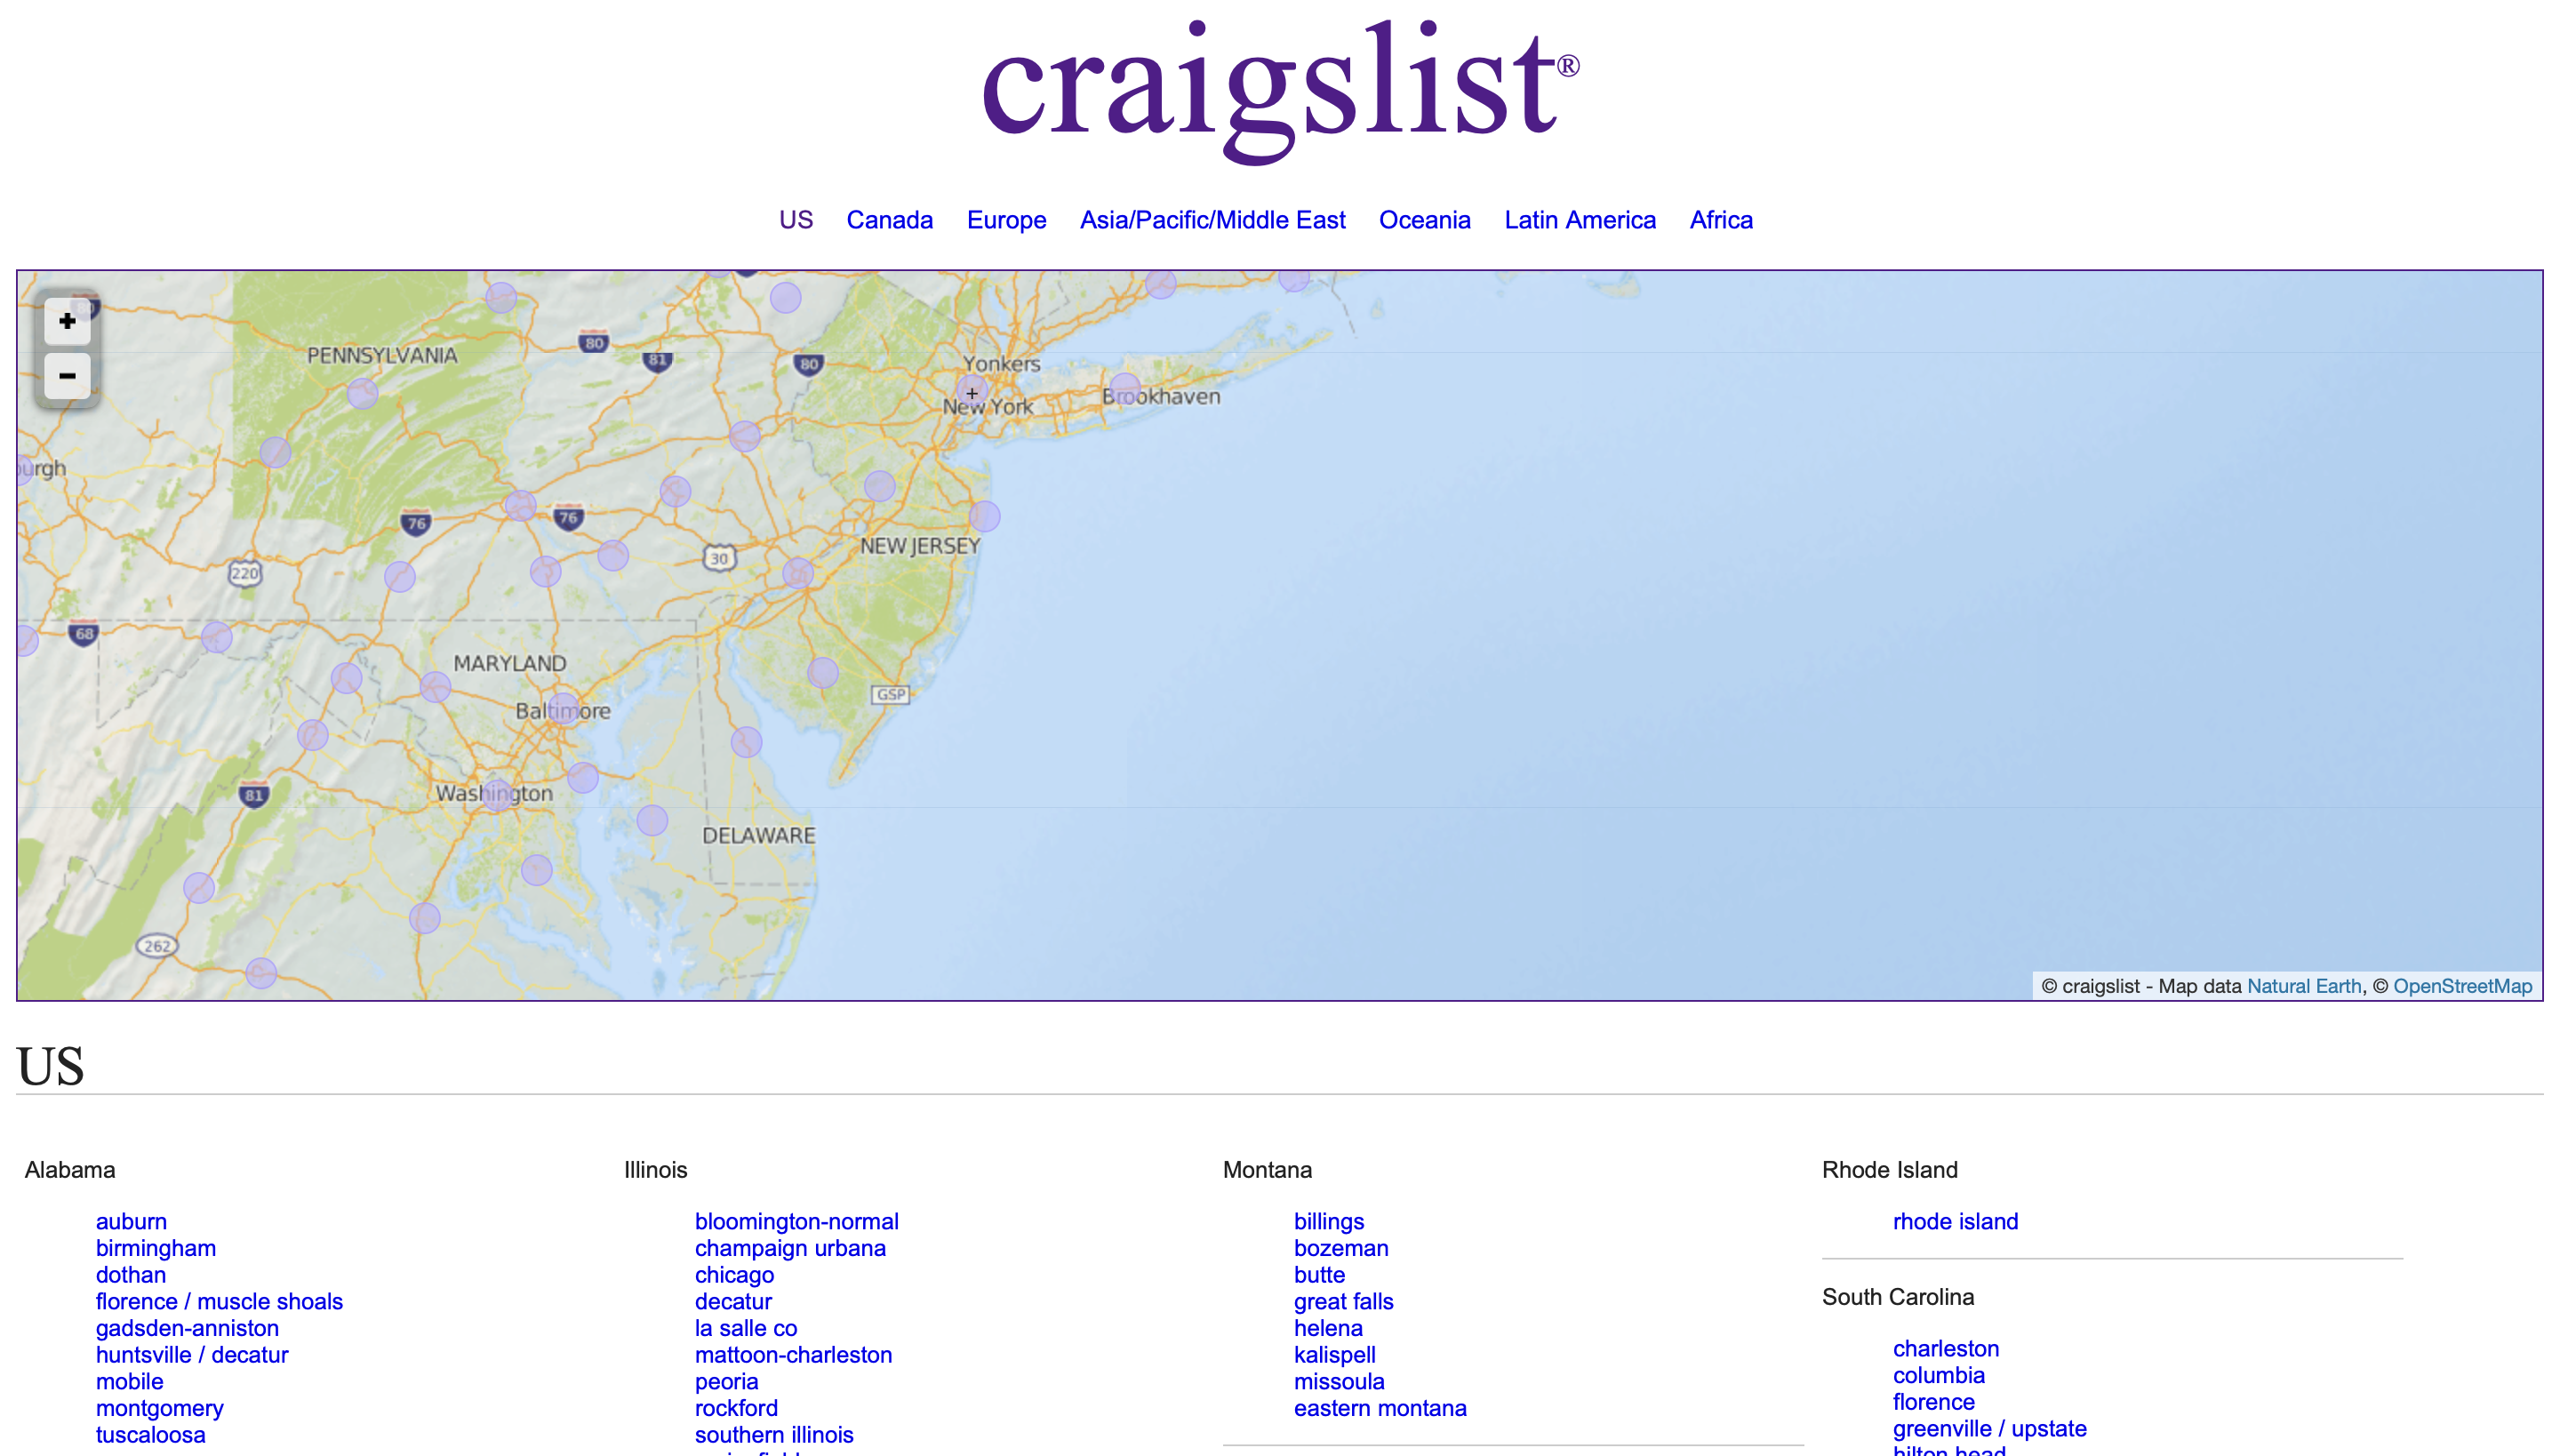 craigslist®
US Canada Europe Asia/Pacific/Middle East Oceania Latin America Africa
+
−
80
80
81
80
PENNSYLVANIA
Yonkers
New York
Brookhaven
burgh
76
76
30
220
NEW JERSEY
68
MARYLAND
GSP
Baltimore
81
Washington
DELAWARE
262
© craigslist - Map data Natural Earth, © OpenStreetMap
US
Alabama
auburn
birmingham
dothan
florence / muscle shoals
gadsden-anniston
huntsville / decatur
mobile
montgomery
tuscaloosa
Illinois
bloomington-normal
champaign urbana
chicago
decatur
la salle co
mattoon-charleston
peoria
rockford
southern illinois
Montana
billings
bozeman
butte
great falls
helena
kalispell
missoula
eastern montana
Rhode Island
rhode island
South Carolina
charleston
columbia
florence
greenville / upstate
hilton head